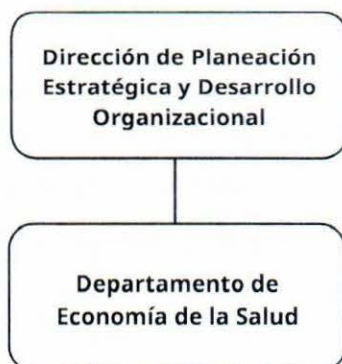 Dirección de Planeación
Estratégica y Desarrollo
Organizacional
Departamento de
Economía de la Salud